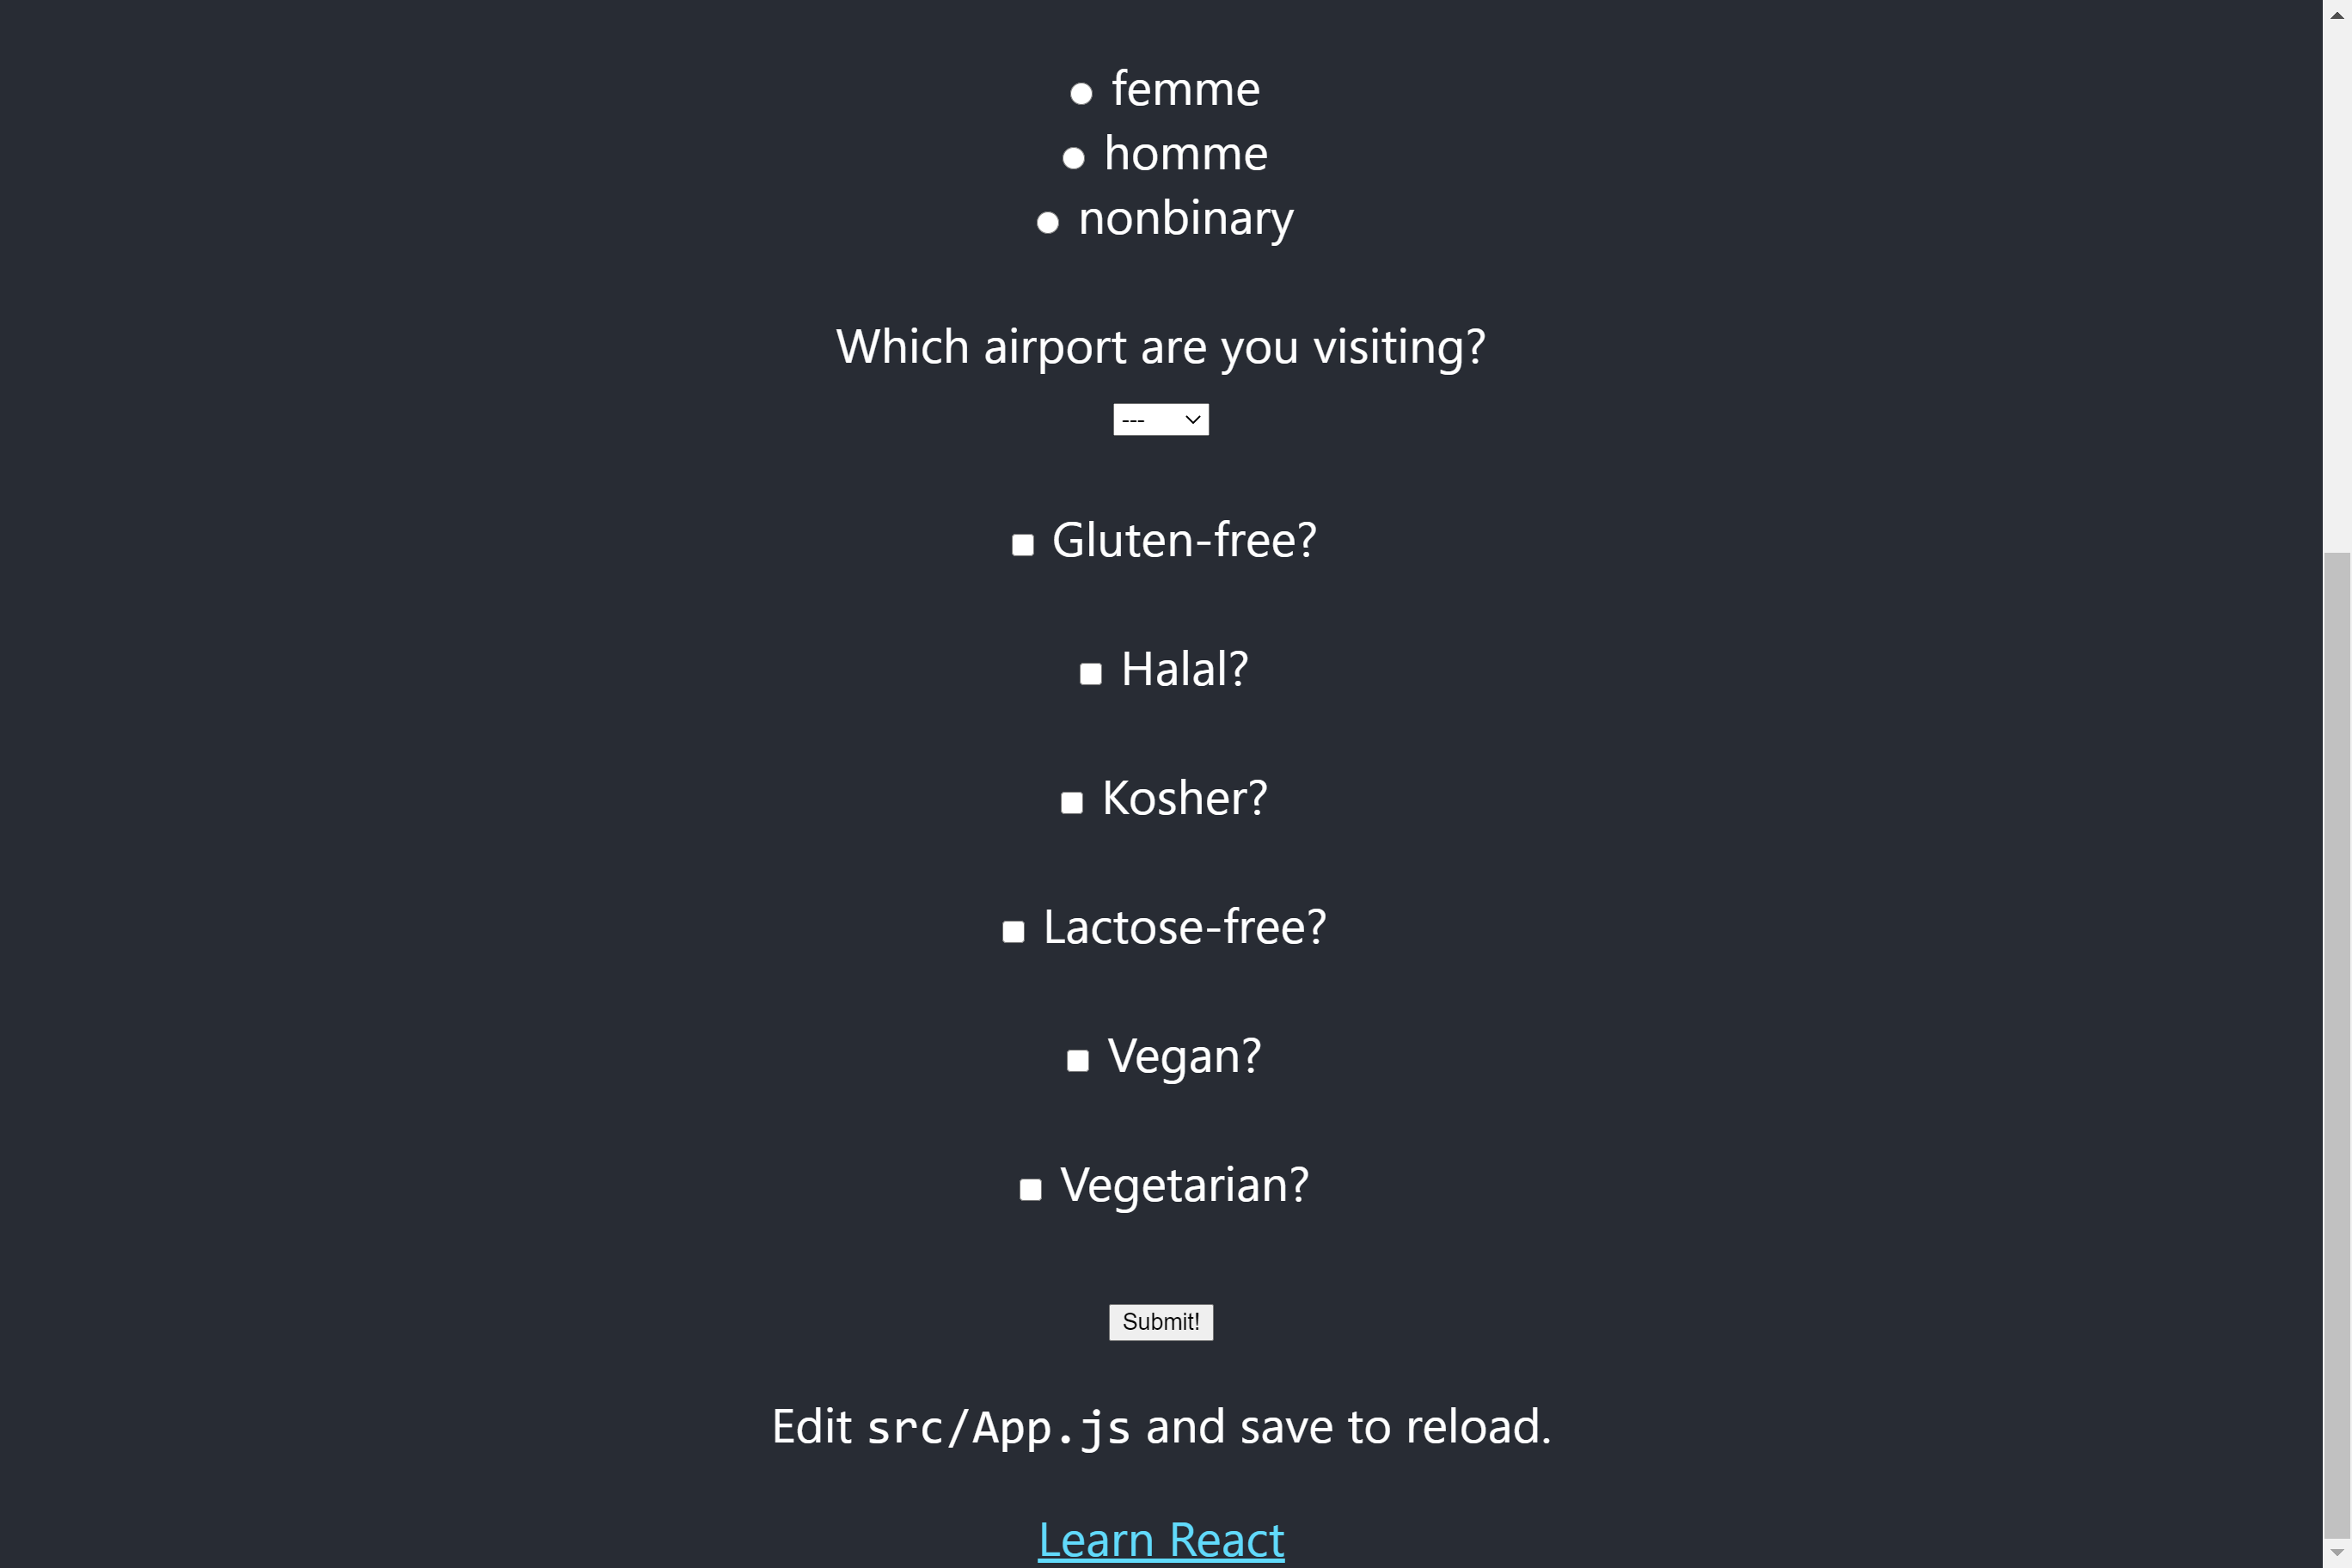 femme
homme
nonbinary
Which airport are you visiting?
---
Gluten-free?
Halal?
Kosher?
Lactose-free?
Vegan?
Vegetarian?
Submit!
Edit src/App.js and save to reload.
Learn React